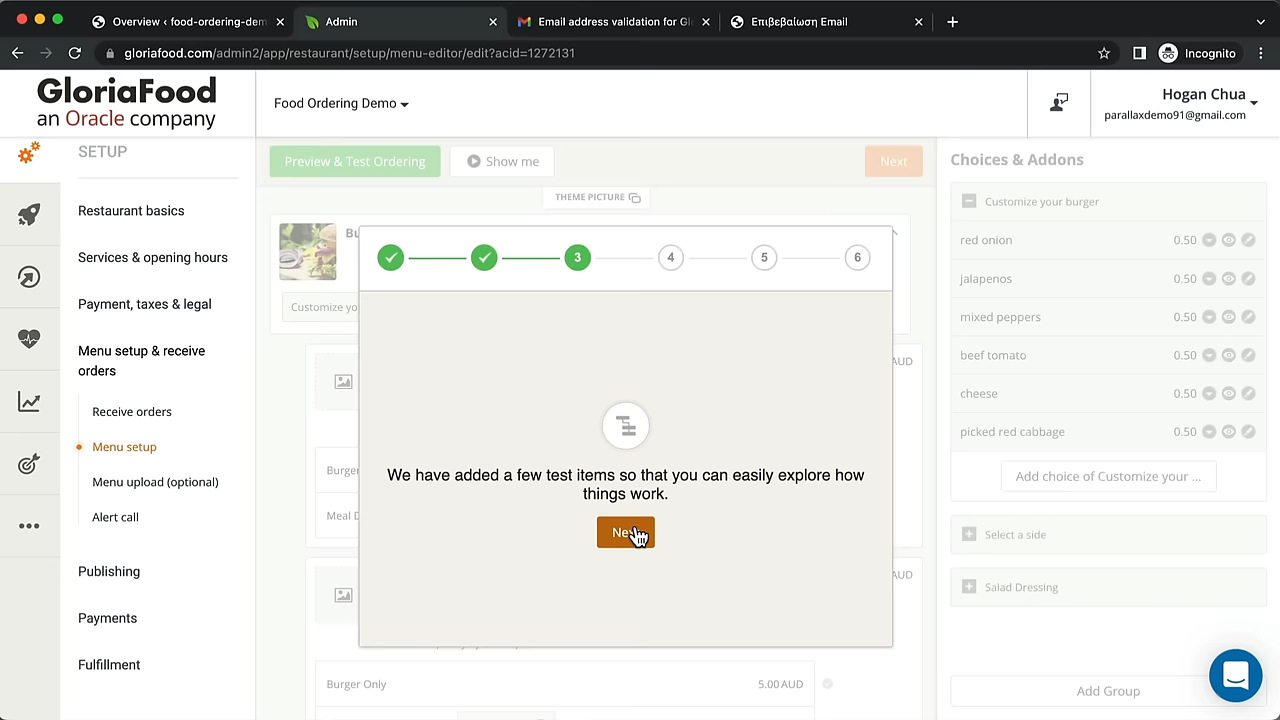 Overview ‹ food-ordering-dem
Admin
Email address validation for Gl
Επιβεβαίωση Email
gloriafood.com/admin2/app/restaurant/setup/menu-editor/edit?acid=1272131
Incognito
GloriaFood
an Oracle company
Food Ordering Demo
Hogan Chua
parallaxdemo91@gmail.com
SETUP
Restaurant basics
Services & opening hours
Payment, taxes & legal
Menu setup & receive
orders
Receive orders
Menu setup
Menu upload (optional)
Alert call
Publishing
Payments
Fulfillment
Preview & Test Ordering
Show me
Next
THEME PICTURE
Bu
Customize yo
AUD
Burge
Meal D
AUD
Burger Only
5.00 AUD
3
4
5
6
We have added a few test items so that you can easily explore how
things work.
Choices & Addons
Customize your burger
red onion 0.50
jalapenos 0.50
mixed peppers 0.50
beef tomato 0.50
cheese 0.50
picked red cabbage 0.50
Add choice of Customize your ...
Select a side
Salad Dressing
Add Group